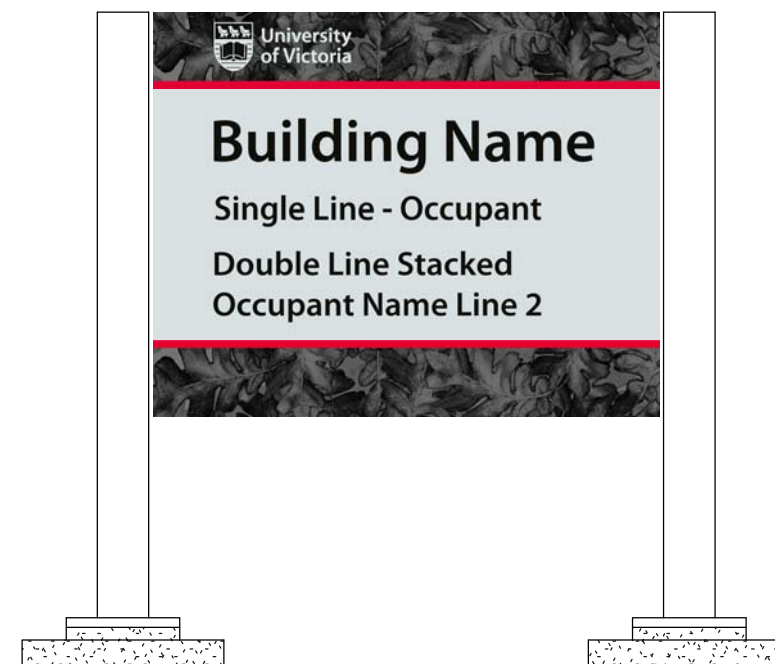 University
of Victoria
Building Name
Single Line - Occupant
Double Line Stacked
Occupant Name Line 2